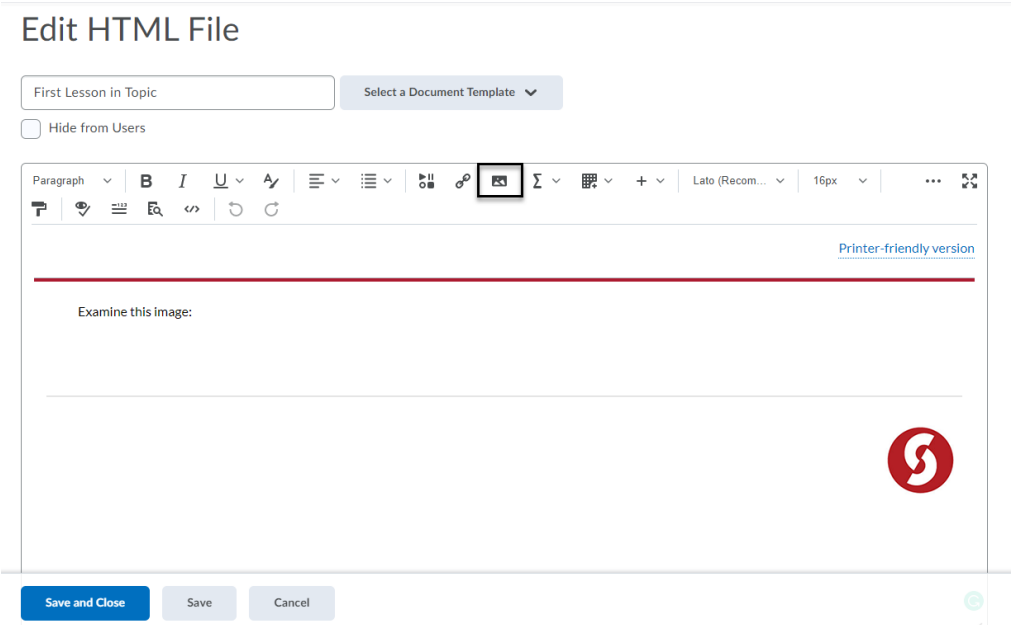 Edit HTML File
First Lesson in Topic
Select a Document Template
Hide from Users
Paragraph B I U A Σ + Lato (Recom... 16px ...
123 </>
Printer-friendly version
Examine this image:
Save and Close Save Cancel